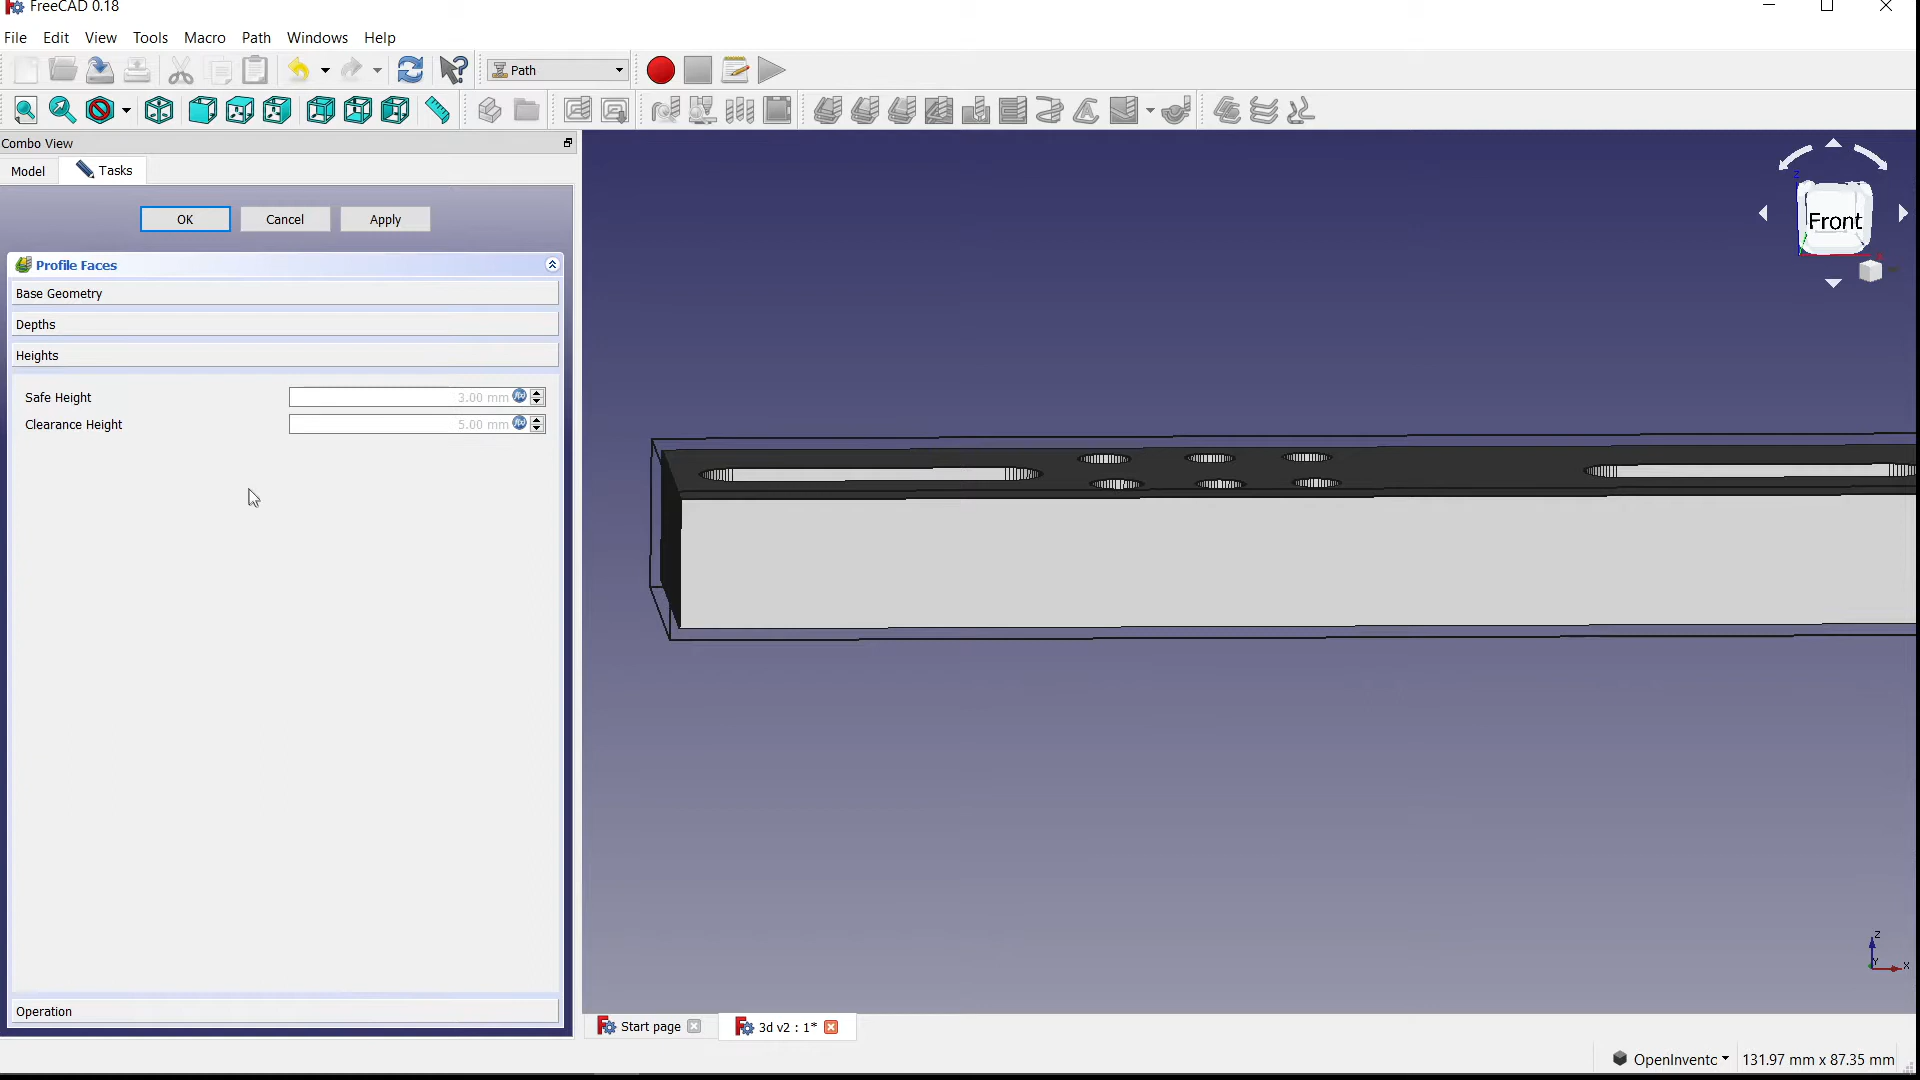 FreeCAD 0.18
File Edit View Tools Macro Path Windows Help
Path
Combo View
Model Tasks
OK Cancel Apply
Profile Faces
Base Geometry
Depths
Heights
Safe Height 3.00 mm
Clearance Height 5.00 mm
Operation
Front
Z
X
Z
Y
X
Start page 3d v2 : 1*
OpenInventc 131.97 mm x 87.35 mm